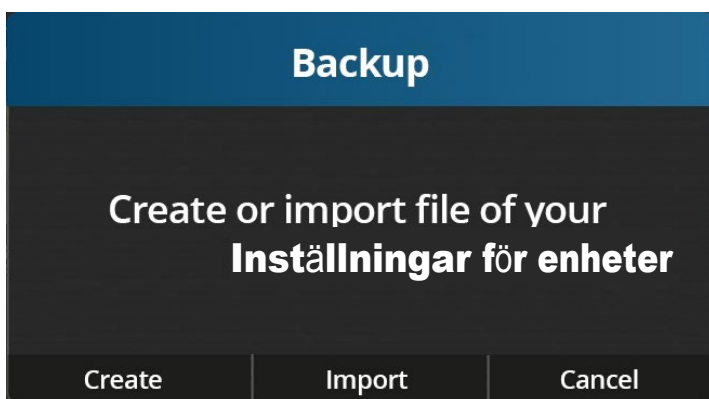 Backup
Create or import file of your
Inställningar för enheter
Create Import Cancel